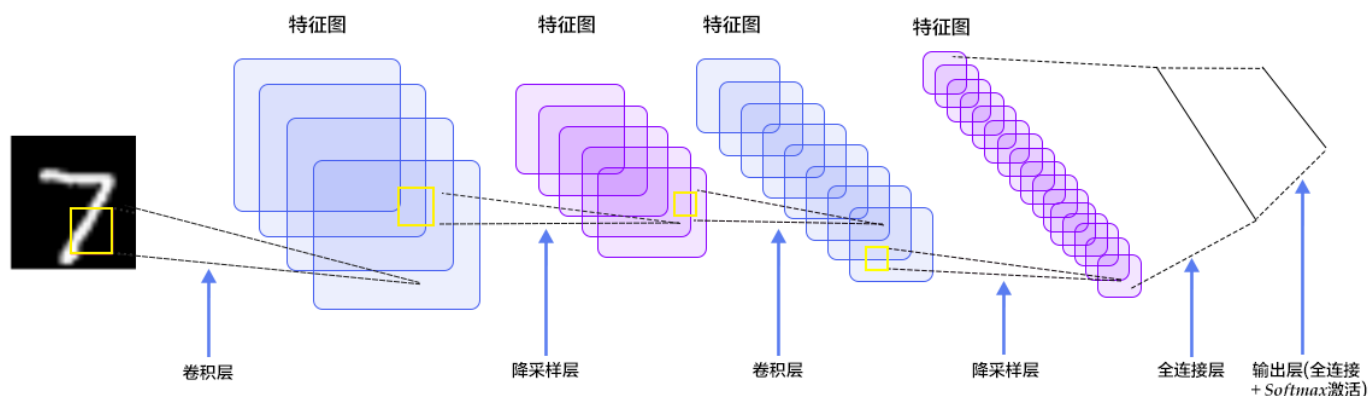 特征图
特征图
特征图
特征图
卷积层
降采样层
卷积层
降采样层
全连接层
输出层(全连接
+ Softmax激活)
7